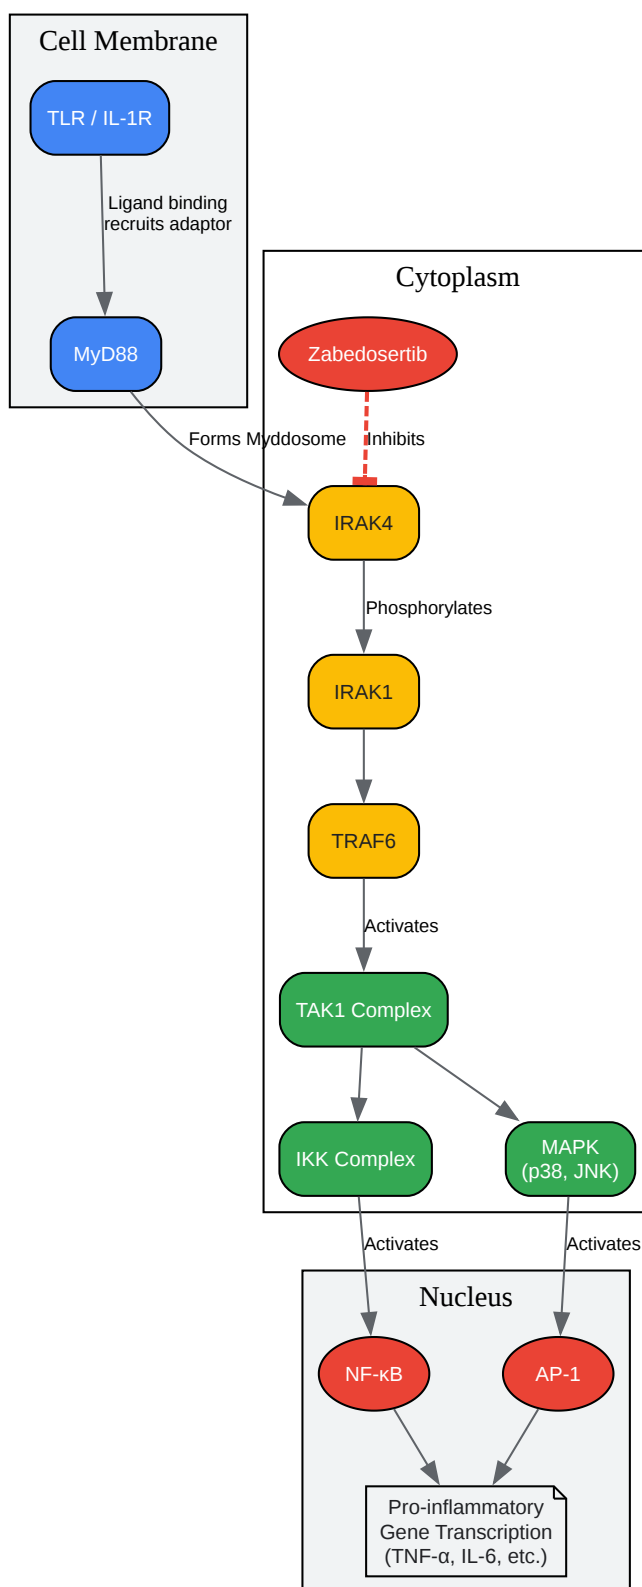 Cell Membrane
TLR / IL-1R
Ligand binding
recruits adaptor
MyD88
Cytoplasm
Zabedosertib
Forms Myddosome
Inhibits
IRAK4
Phosphorylates
IRAK1
TRAF6
Activates
TAK1 Complex
IKK Complex
MAPK
(p38, JNK)
Activates
Activates
Nucleus
NF-κB
AP-1
Pro-inflammatory
Gene Transcription
(TNF-α, IL-6, etc.)